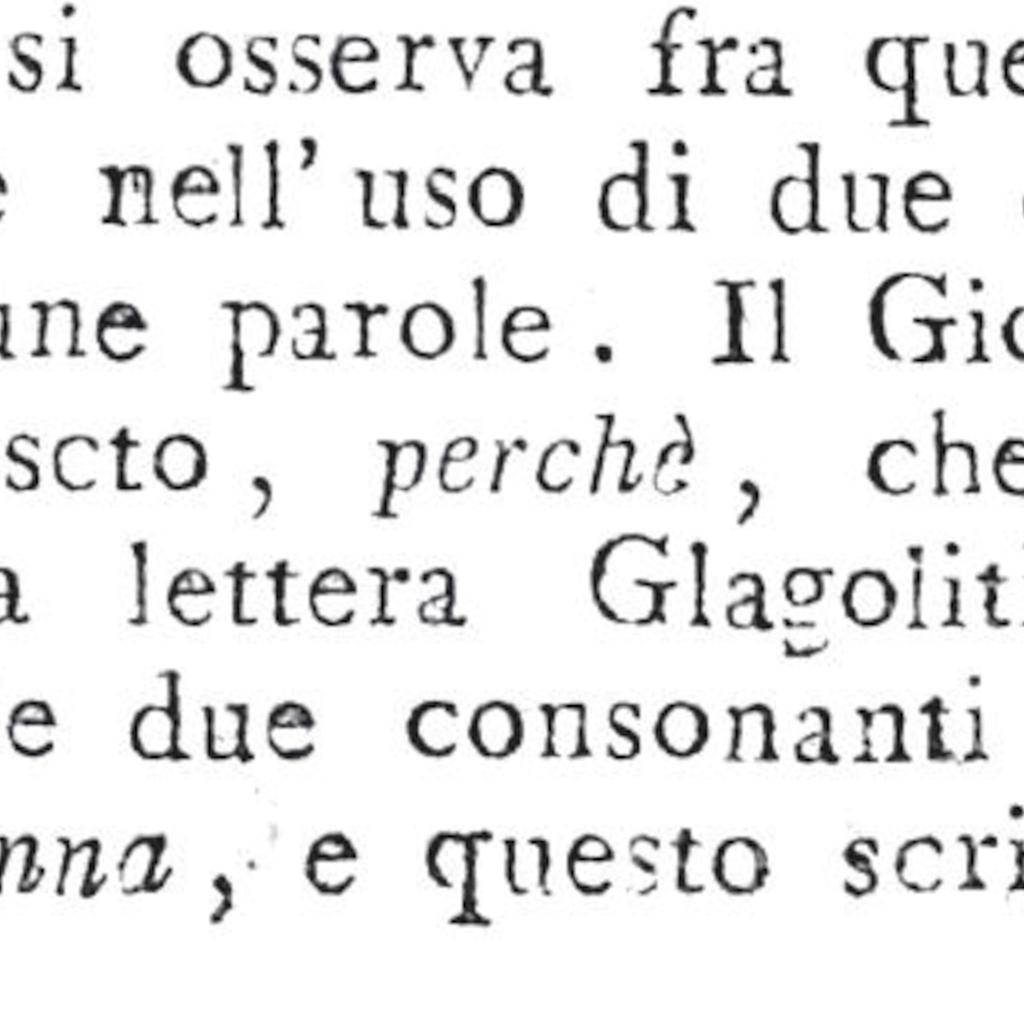 si osserva fra que
e nell'uso di due
une parole. Il Gio
scto, perchè, che
a lettera Glagolit
e due consonanti
nna, e questo scri